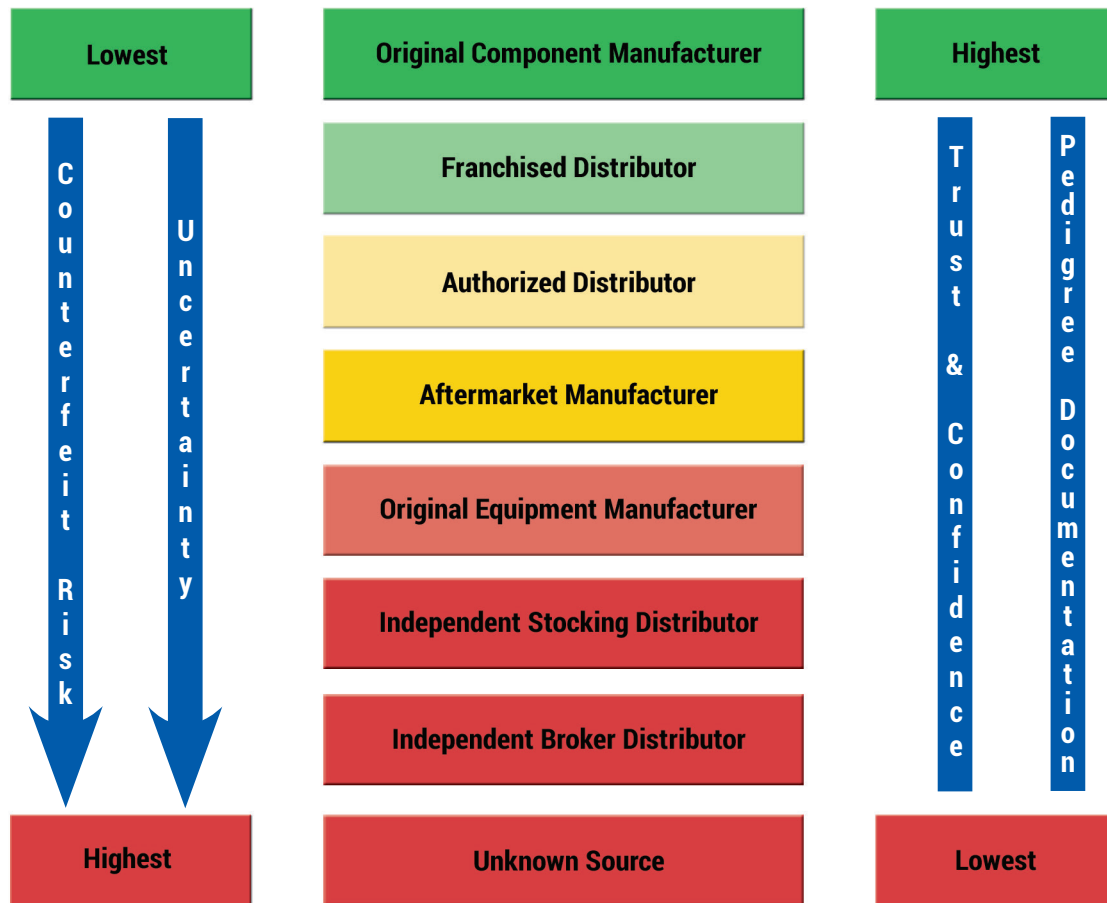 Lowest
Original Component Manufacturer
Highest
Counterfeit Risk
Uncertainty
Franchised Distributor
Authorized Distributor
Aftermarket Manufacturer
Original Equipment Manufacturer
Independent Stocking Distributor
Independent Broker Distributor
Trust & Confidence
Pedigree Documentation
Highest
Unknown Source
Lowest